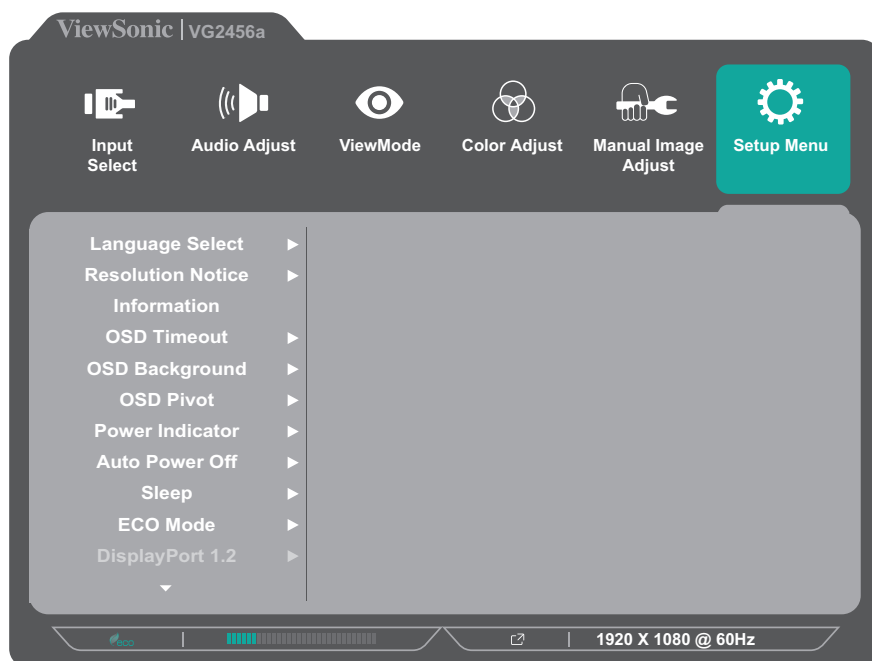 ViewSonic | VG2456a
Input Select
Audio Adjust
ViewMode
Color Adjust
Manual Image Adjust
Setup Menu
Language Select
Resolution Notice
Information
OSD Timeout
OSD Background
OSD Pivot
Power Indicator
Auto Power Off
Sleep
ECO Mode
DisplayPort 1.2
eco
1920 X 1080 @ 60Hz